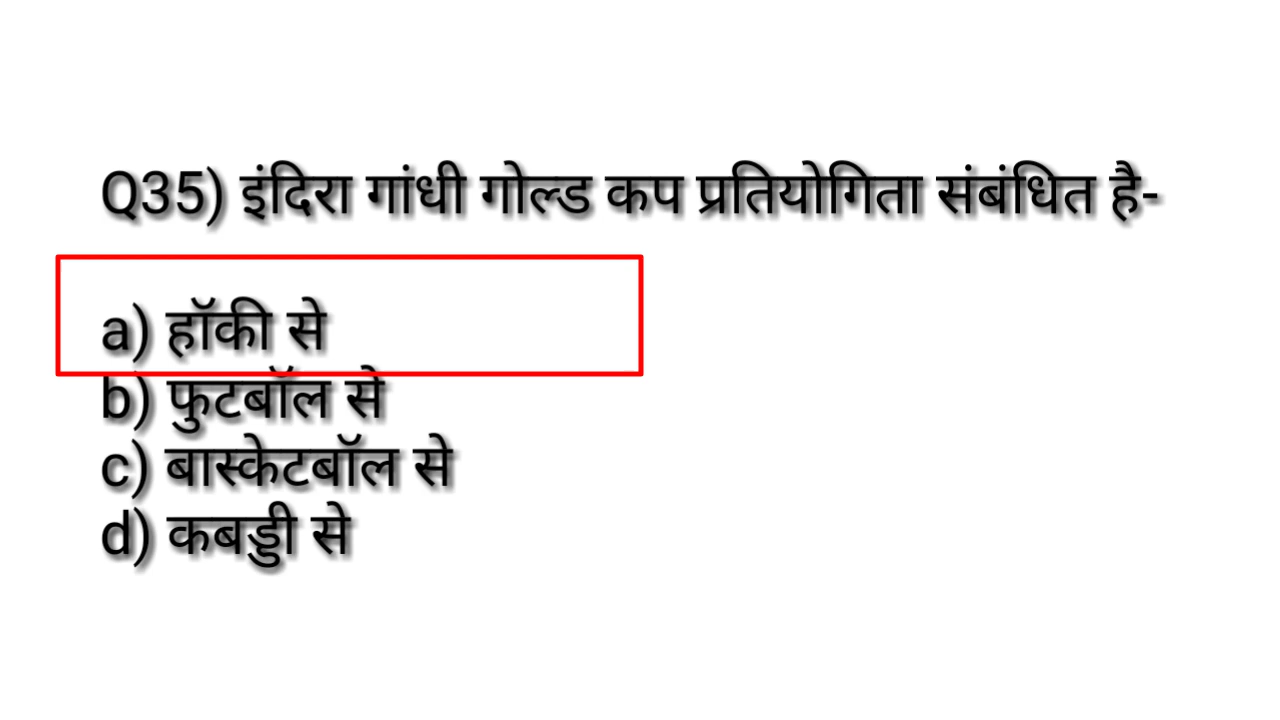 Q35) इंदिरा गांधी गोल्ड कप प्रतियोगिता संबंधित है-
a) हॉकी से
b) फुटबॉल से
c) बास्केटबॉल से
d) कबड्डी से